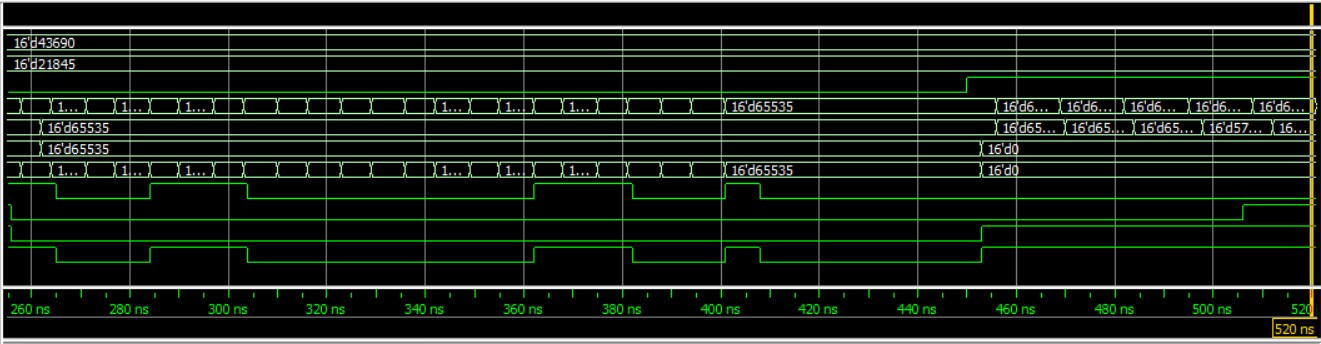 16'd43690
16'd21845
1... 1... 1... 1... 1... 1... 16'd65535 16'd6... 16'd6... 16'd6... 16'd6... 16'd6...
16'd65535 16'd65... 16'd65... 16'd65... 16'd57... 16...
16'd65535 16'd0
1... 1... 1... 1... 1... 1... 16'd65535 16'd0
260 ns 280 ns 300 ns 320 ns 340 ns 360 ns 380 ns 400 ns 420 ns 440 ns 460 ns 480 ns 500 ns 520
520 ns